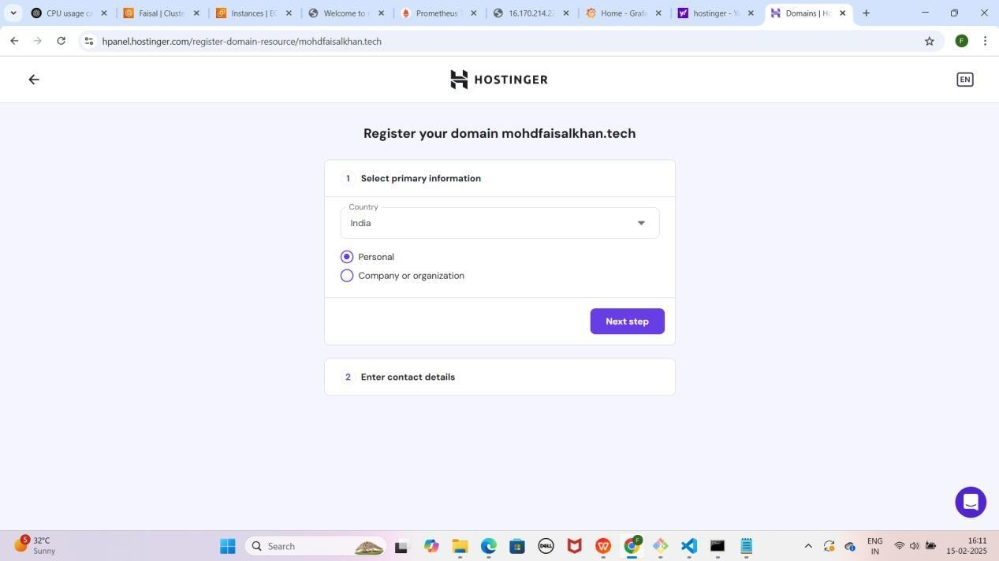 CPU usage ca
Faisal | Cluste
Instances | EC
Welcome to n
Prometheus T
16.170.214.22
Home - Grafa
hostinger - Ya
Domains | Ho
hpanel.hostinger.com/register-domain-resource/mohdfaisalkhan.tech
F
HOSTINGER
EN
Register your domain mohdfaisalkhan.tech
1 Select primary information
Country
India
Personal
Company or organization
Next step
2 Enter contact details
5
32°C
Sunny
Search
DELL
F
ENG
IN
16:11
15-02-2025